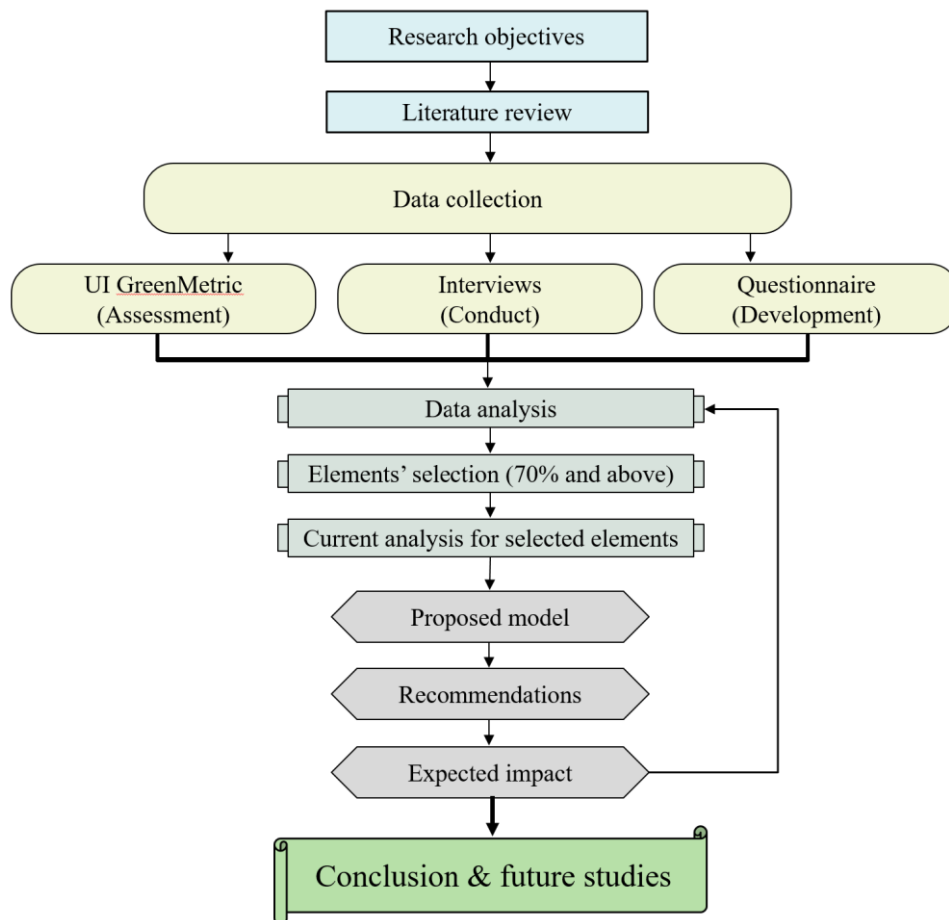 Research objectives
Literature review
Data collection
UI GreenMetric
(Assessment)
Interviews
(Conduct)
Questionnaire
(Development)
Data analysis
Elements’ selection (70% and above)
Current analysis for selected elements
Proposed model
Recommendations
Expected impact
Conclusion & future studies